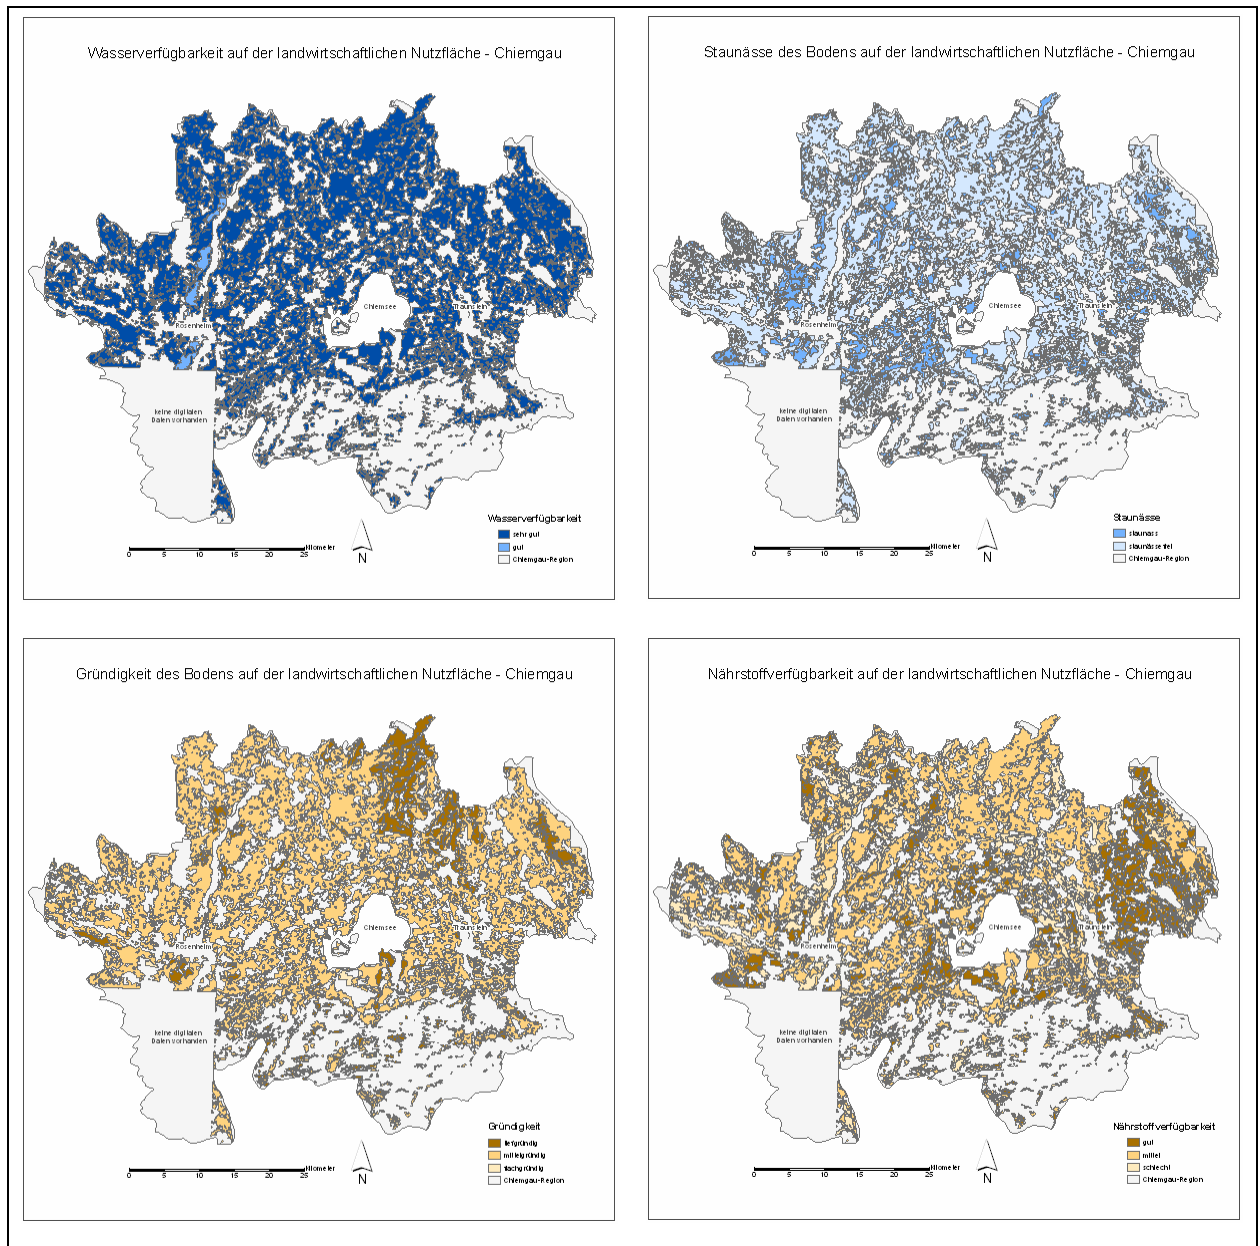 Wasserverfügbarkeit auf der landwirtschaftlichen Nutzfläche - Chiemgau
Chiemsee
Traunstein
Rosenheim
keine digitalen
Daten vorhanden
Wasserverfügbarkeit
sehr gut
gut
Chiemgau-Region
Kilometer
0 5 10 15 20 25
N
Staunässe des Bodens auf der landwirtschaftlichen Nutzfläche - Chiemgau
Chiemsee
Traunstein
Rosenheim
keine digitalen
Daten vorhanden
Staunässe
staunass
staunässefrei
Chiemgau-Region
Kilometer
0 5 10 15 20 25
N
Gründigkeit des Bodens auf der landwirtschaftlichen Nutzfläche - Chiemgau
Chiemsee
Traunstein
Rosenheim
keine digitalen
Daten vorhanden
Gründigkeit
tiefgründig
mittelgründig
flachgründig
Chiemgau-Region
Kilometer
0 5 10 15 20 25
N
Nährstoffverfügbarkeit auf der landwirtschaftlichen Nutzfläche - Chiemgau
Chiemsee
Traunstein
Rosenheim
keine digitalen
Daten vorhanden
Nährstoffverfügbarkeit
gut
mittel
schlecht
Chiemgau-Region
Kilometer
0 5 10 15 20 25
N